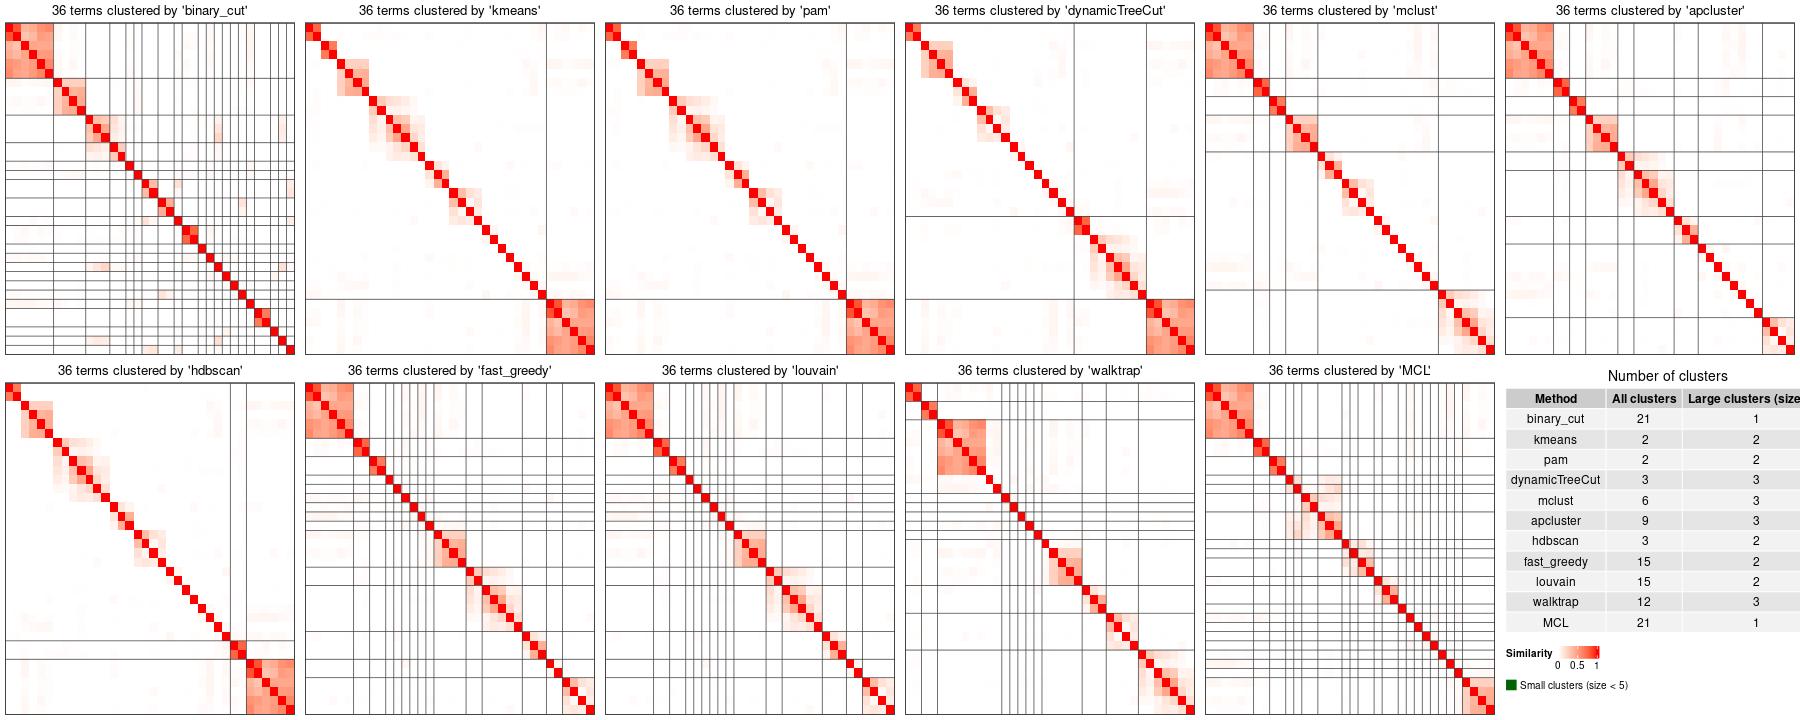 36 terms clustered by 'binary_cut'
36 terms clustered by 'kmeans'
36 terms clustered by 'pam'
36 terms clustered by 'dynamicTreeCut'
36 terms clustered by 'mclust'
36 terms clustered by 'apcluster'
36 terms clustered by 'hdbscan'
36 terms clustered by 'fast_greedy'
36 terms clustered by 'louvain'
36 terms clustered by 'walktrap'
36 terms clustered by 'MCL'
Number of clusters
Method All clusters Large clusters (size
binary_cut 21 1
kmeans 2 2
pam 2 2
dynamicTreeCut 3 3
mclust 6 3
apcluster 9 3
hdbscan 3 2
fast_greedy 15 2
louvain 15 2
walktrap 12 3
MCL 21 1
Similarity
0 0.5 1
Small clusters (size < 5)